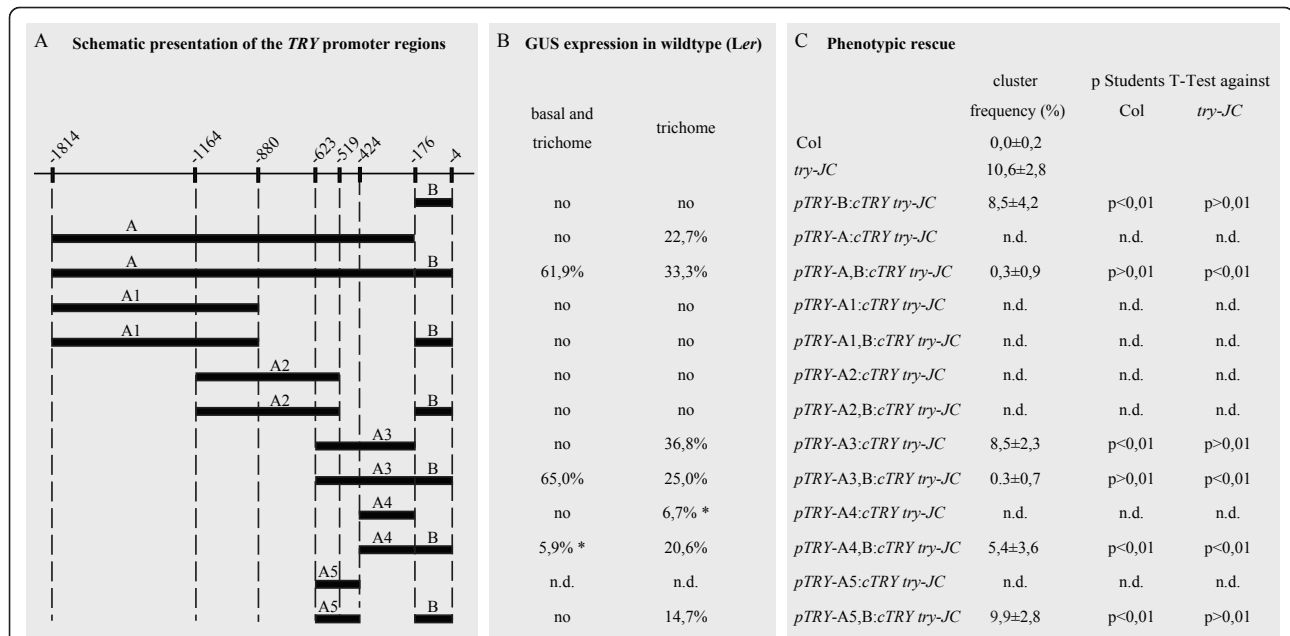 A Schematic presentation of the TRY promoter regions
B GUS expression in wildtype (Ler)
C Phenotypic rescue
cluster p Students T-Test against
basal and trichome frequency (%) Col try-JC
trichome
-1814 -1164 -880 -623 -519 -424 -176 -4
Col 0,0±0,2
try-JC 10,6±2,8
B no no pTRY-B:cTRY try-JC 8,5±4,2 p<0,01 p>0,01
A no 22,7% pTRY-A:cTRY try-JC n.d. n.d. n.d.
A B 61,9% 33,3% pTRY-A,B:cTRY try-JC 0,3±0,9 p>0,01 p<0,01
A1 no no pTRY-A1:cTRY try-JC n.d. n.d. n.d.
A1 B no no pTRY-A1,B:cTRY try-JC n.d. n.d. n.d.
A2 no no pTRY-A2:cTRY try-JC n.d. n.d. n.d.
A2 B no no pTRY-A2,B:cTRY try-JC n.d. n.d. n.d.
A3 no 36,8% pTRY-A3:cTRY try-JC 8,5±2,3 p<0,01 p>0,01
A3 B 65,0% 25,0% pTRY-A3,B:cTRY try-JC 0.3±0,7 p>0,01 p<0,01
A4 no 6,7% * pTRY-A4:cTRY try-JC n.d. n.d. n.d.
A4 B 5,9% * 20,6% pTRY-A4,B:cTRY try-JC 5,4±3,6 p<0,01 p<0,01
A5 n.d. n.d. pTRY-A5:cTRY try-JC n.d. n.d. n.d.
A5 B no 14,7% pTRY-A5,B:cTRY try-JC 9,9±2,8 p<0,01 p>0,01